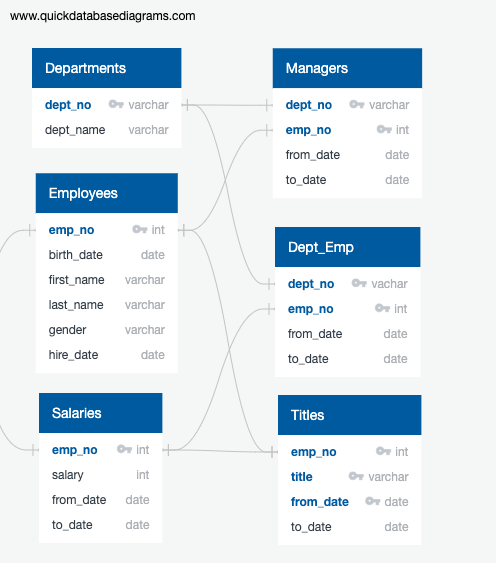 www.quickdatabasediagrams.com
Departments
dept_no varchar
dept_name varchar
Managers
dept_no varchar
emp_no int
from_date date
to_date date
Employees
emp_no int
birth_date date
first_name varchar
last_name varchar
gender varchar
hire_date date
Dept_Emp
dept_no vachar
emp_no int
from_date date
to_date date
Salaries
emp_no int
salary int
from_date date
to_date date
Titles
emp_no int
title varchar
from_date date
to_date date